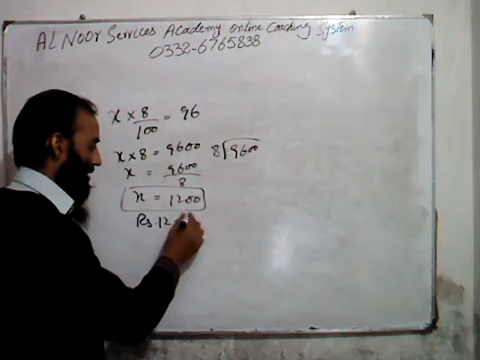 AL Noor Services Academy Online Coaching System
0332-6765838
x × 8/100 = 96
x × 8 = 9600 8)9600
x = 9600/8
x = 1200
Rs. 12